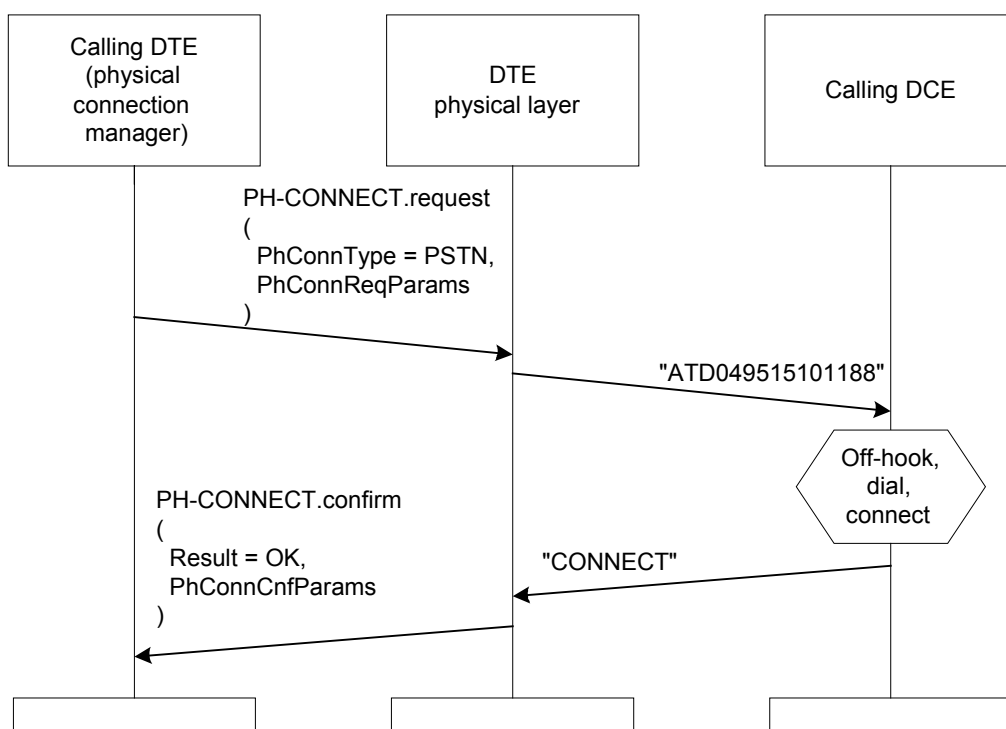 Calling DTE
(physical
connection
manager)
DTE
physical layer
Calling DCE
PH-CONNECT.request
(
PhConnType = PSTN,
PhConnReqParams
)
"ATD049515101188"
Off-hook,
dial,
connect
PH-CONNECT.confirm
(
Result = OK,
PhConnCnfParams
)
"CONNECT"